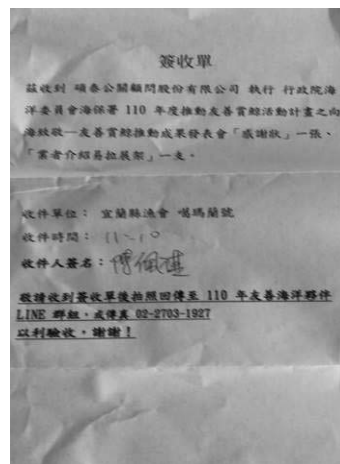 簽收單
茲收到 碩泰公關顧問股份有限公司 執行 行政院海
洋委員會海保署 110 年度推動友善賞鯨活動計畫之向
海致敬—友善賞鯨推動成果發表會「感謝狀」一張、
「業者介紹易拉展架」一支。
收件單位： 宜蘭縣漁會 噶瑪蘭號
收件時間： 11、10
收件人簽名：
敬請收到簽收單後拍照回傳至 110 年友善海洋夥伴
LINE 群組，或傳真 02-2703-1927
以利驗收，謝謝！